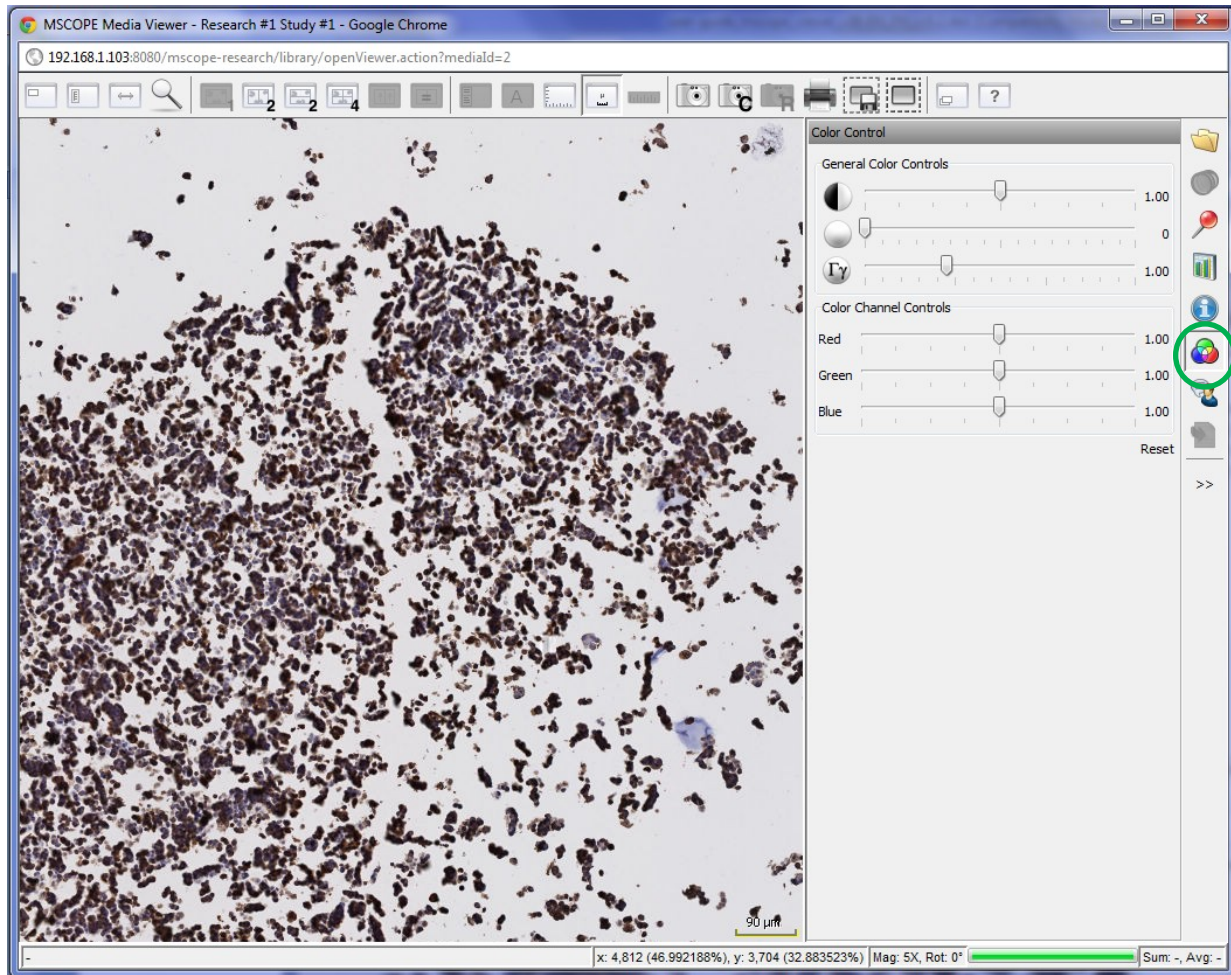 MSCOPE Media Viewer - Research #1 Study #1 - Google Chrome
192.168.1.103:8080/mscope-research/library/openViewer.action?mediaId=2
1 2 2 4 A µ C R ?
Color Control
General Color Controls
1.00
0
Γγ 1.00
Color Channel Controls
Red 1.00
Green 1.00
Blue 1.00
Reset
>>
90 µm
- x: 4,812 (46.992188%), y: 3,704 (32.883523%) Mag: 5X, Rot: 0° Sum: -, Avg: -